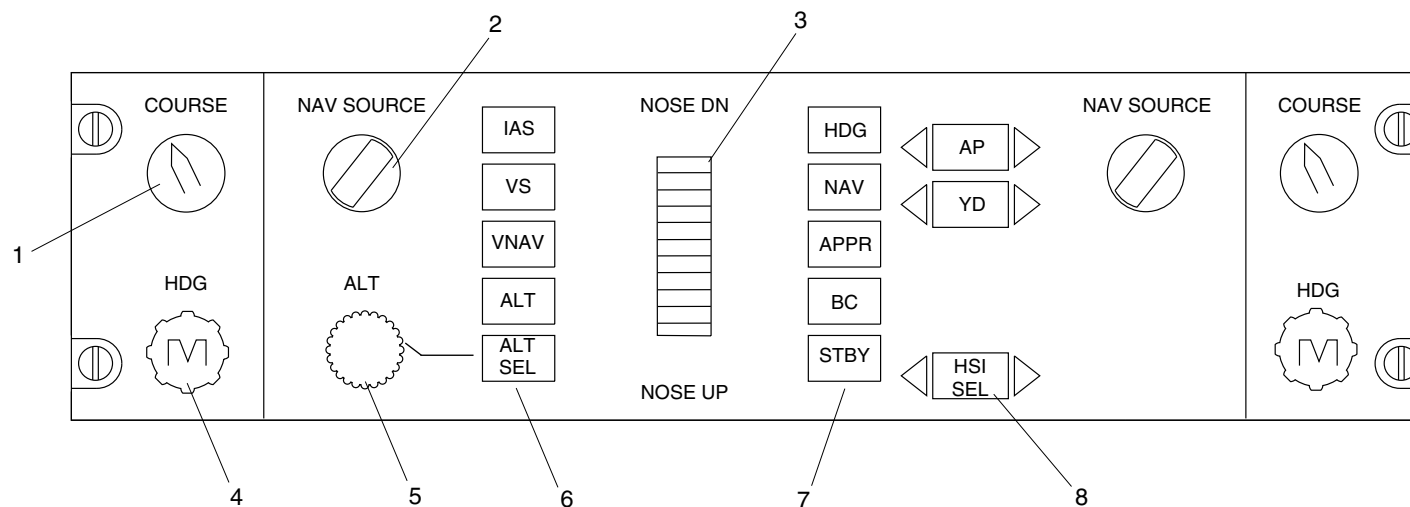 2
3
COURSE
NAV SOURCE
NOSE DN
NAV SOURCE
COURSE
IAS
HDG
AP
VS
NAV
YD
1
VNAV
APPR
HDG
ALT
ALT
BC
HDG
ALT
SEL
STBY
HSI
SEL
NOSE UP
4
5
6
7
8